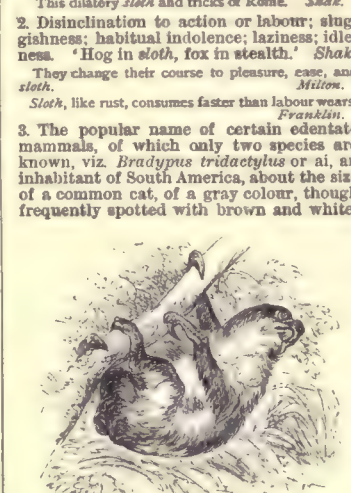 This dilatory sloth and tricks of Rome. Shak.
2. Disinclination to action or labour; slug-
gishness; habitual indolence; laziness; idle-
ness. 'Hog in sloth, fox in stealth.' Shak
They change their course to pleasure, ease, and
sloth. Milton.
Sloth, like rust, consumes faster than labour wears.
Franklin.
3. The popular name of certain edentate
mammals, of which only two species are
known, viz. Bradypus tridactylus or ai, an
inhabitant of South America, about the size
of a common cat, of a gray colour, though
frequently spotted with brown and white